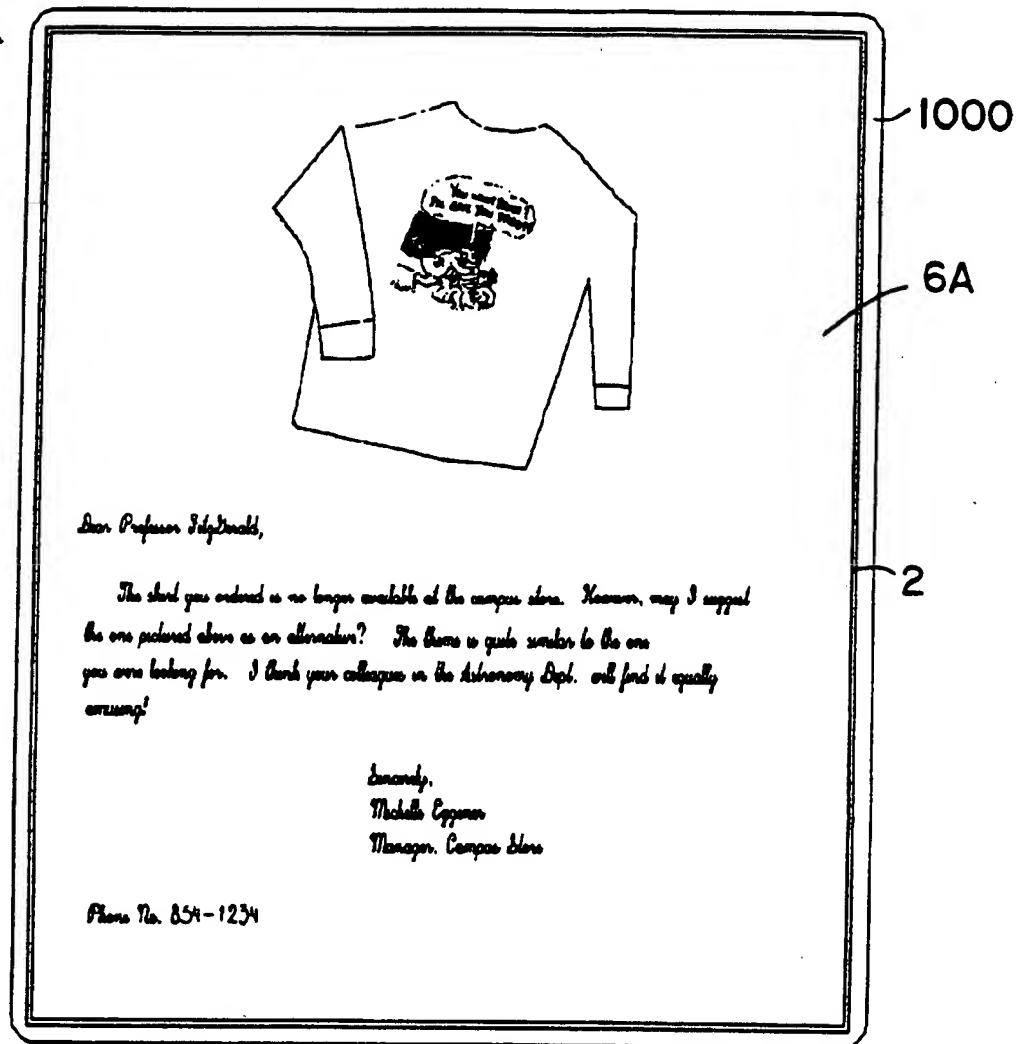 1000
6A
2
Dear Professor FitzGerald,
The shirt you ordered is no longer available at the campus store. However, may I suggest
the one pictured above as an alternative? The theme is quite similar to the one
you were looking for. I think your colleagues in the Astronomy Dept. will find it equally
amusing!
Sincerely,
Michelle Eggerer
Manager, Campus Store
Phone No. 854-1234